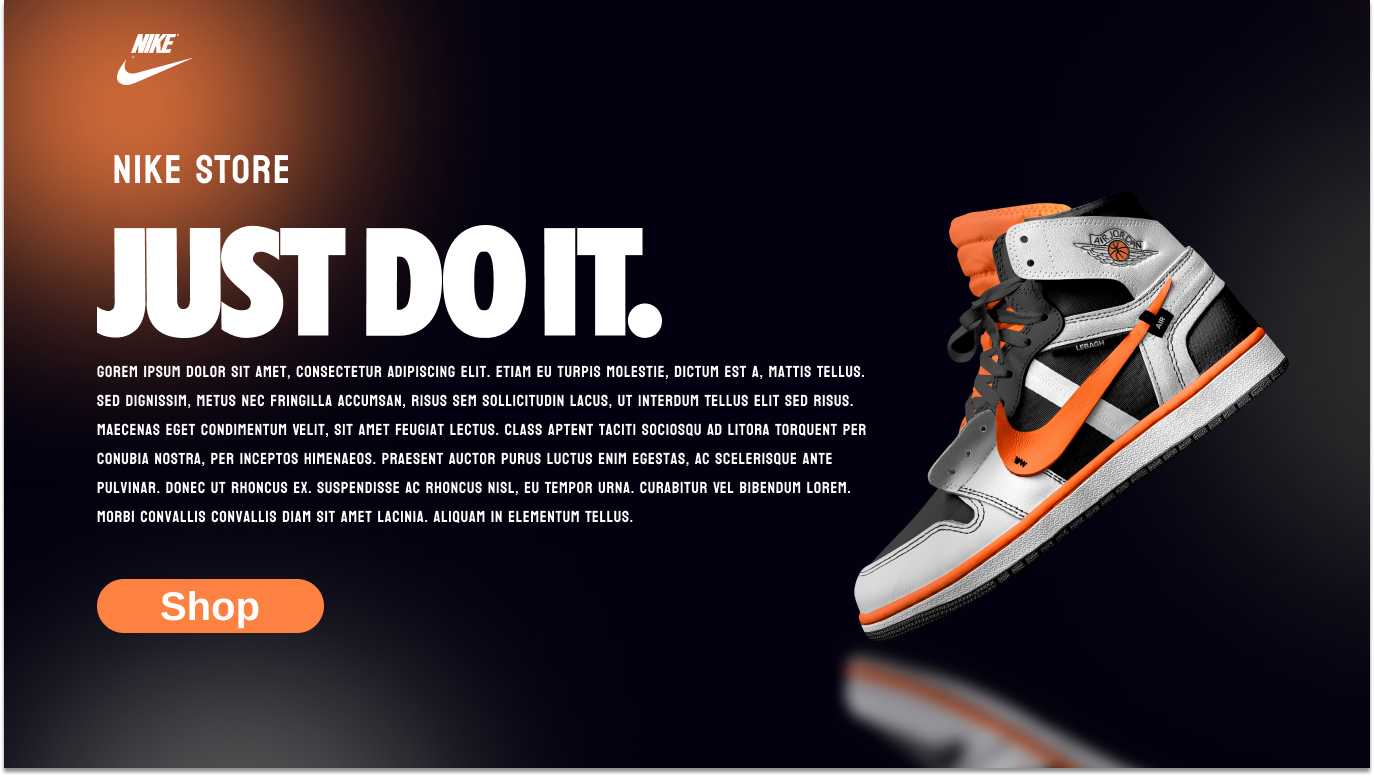 NIKE
NIKE STORE
JUST DO IT.
GOREM IPSUM DOLOR SIT AMET, CONSECTETUR ADIPISCING ELIT. ETIAM EU TURPIS MOLESTIE, DICTUM EST A, MATTIS TELLUS.
SED DIGNISSIM, METUS NEC FRINGILLA ACCUMSAN, RISUS SEM SOLLICITUDIN LACUS, UT INTERDUM TELLUS ELIT SED RISUS.
MAECENAS EGET CONDIMENTUM VELIT, SIT AMET FEUGIAT LECTUS. CLASS APTENT TACITI SOCIOSQU AD LITORA TORQUENT PER
CONUBIA NOSTRA, PER INCEPTOS HIMENAEOS. PRAESENT AUCTOR PURUS LUCTUS ENIM EGESTAS, AC SCELERISQUE ANTE
PULVINAR. DONEC UT RHONCUS EX. SUSPENDISSE AC RHONCUS NISL, EU TEMPOR URNA. CURABITUR VEL BIBENDUM LOREM.
MORBI CONVALLIS CONVALLIS DIAM SIT AMET LACINIA. ALIQUAM IN ELEMENTUM TELLUS.
Shop
AIR JORDAN
AIR
LEBAGH